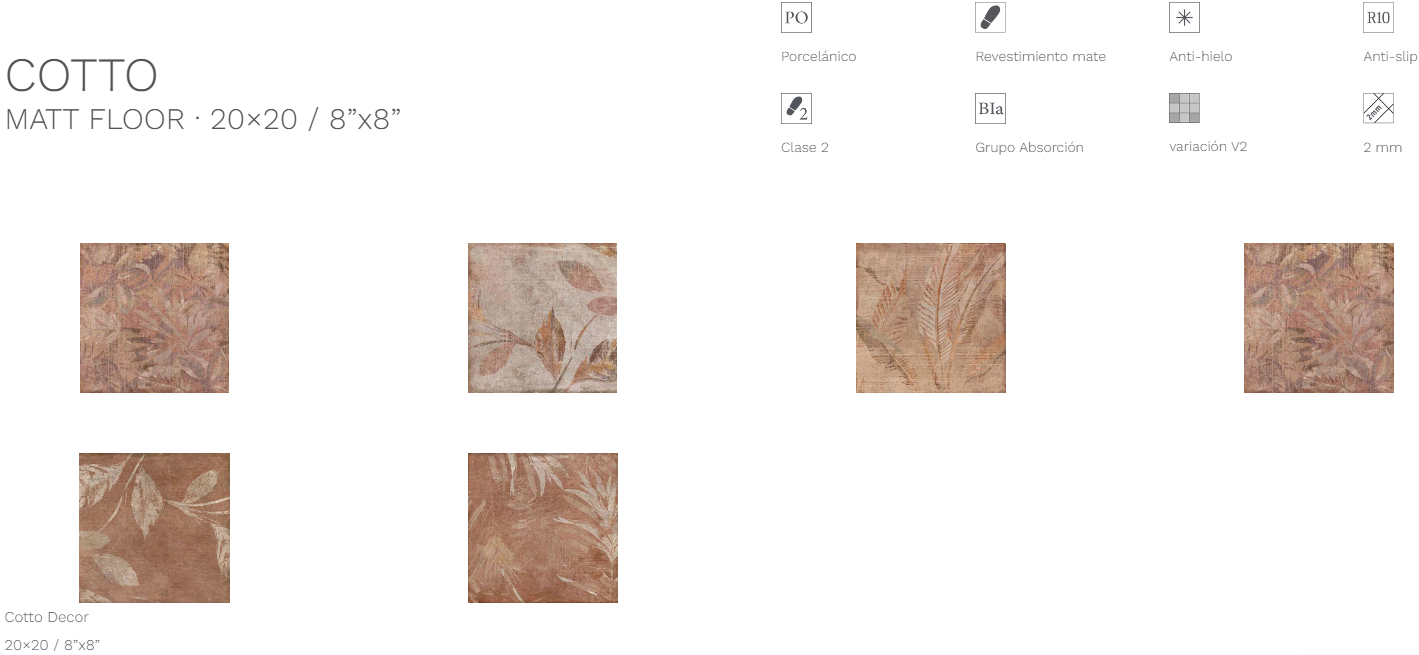 COTTO
MATT FLOOR · 20×20 / 8”x8”
PO
R10
Porcelánico
Revestimiento mate
Anti-hielo
Anti-slip
2
BIa
2mm
Clase 2
Grupo Absorción
variación V2
2 mm
Cotto Decor
20×20 / 8”x8”